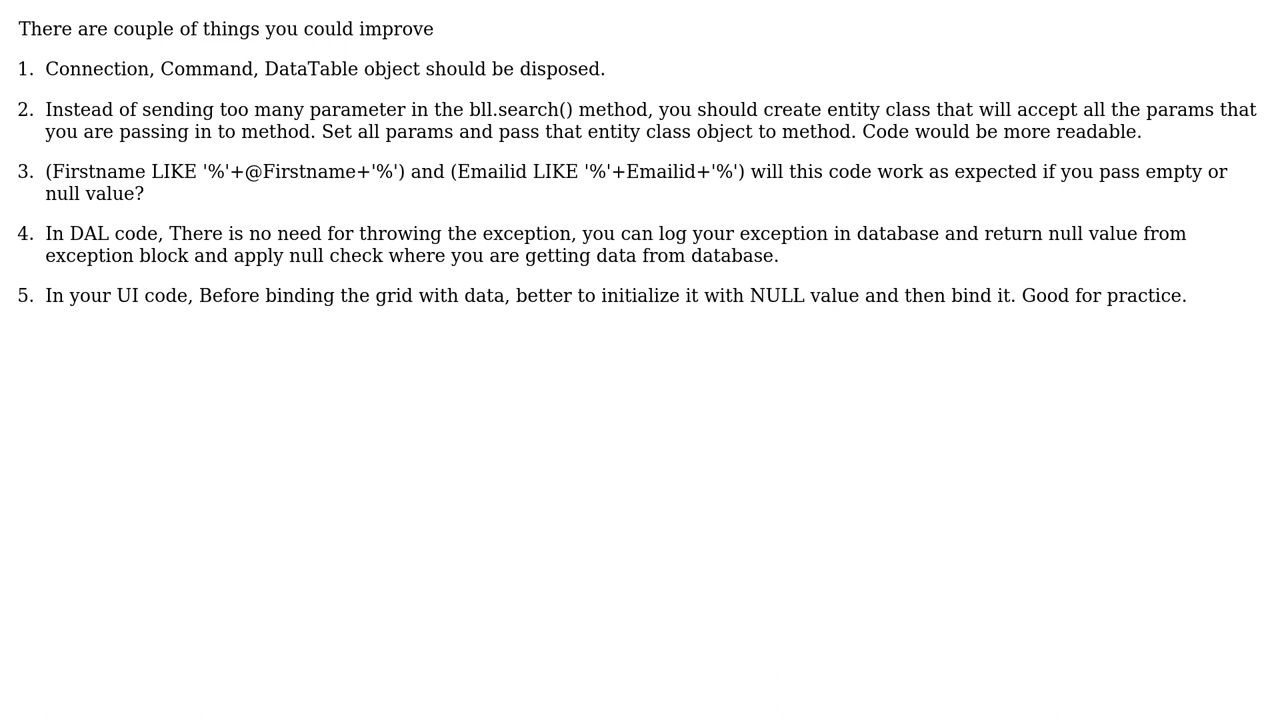 There are couple of things you could improve
1. Connection, Command, DataTable object should be disposed.
2. Instead of sending too many parameter in the bll.search() method, you should create entity class that will accept all the params that
you are passing in to method. Set all params and pass that entity class object to method. Code would be more readable.
3. (Firstname LIKE '%'+@Firstname+'%') and (Emailid LIKE '%'+Emailid+'%') will this code work as expected if you pass empty or
null value?
4. In DAL code, There is no need for throwing the exception, you can log your exception in database and return null value from
exception block and apply null check where you are getting data from database.
5. In your UI code, Before binding the grid with data, better to initialize it with NULL value and then bind it. Good for practice.